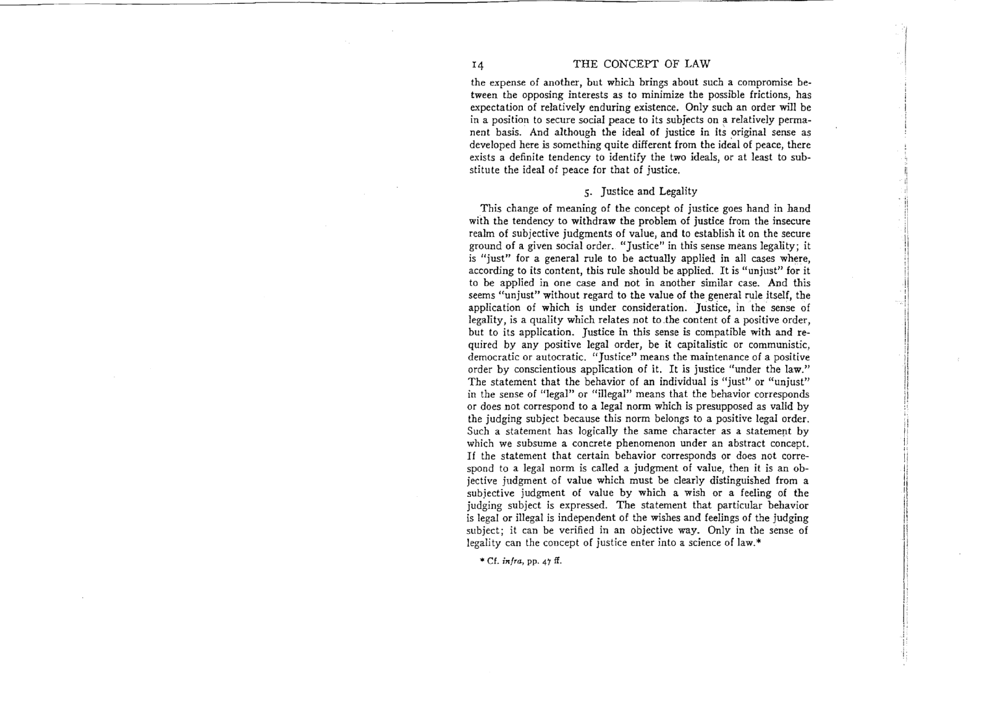 14 THE CONCEPT OF LAW
the expense of another, but which brings about such a compromise be-
tween the opposing interests as to minimize the possible frictions, has
expectation of relatively enduring existence. Only such an order will be
in a position to secure social peace to its subjects on a relatively perma-
nent basis. And although the ideal of justice in its original sense as
developed here is something quite different from the ideal of peace, there
exists a definite tendency to identify the two ideals, or at least to sub-
stitute the ideal of peace for that of justice.
5. Justice and Legality
This change of meaning of the concept of justice goes hand in hand
with the tendency to withdraw the problem of justice from the insecure
realm of subjective judgments of value, and to establish it on the secure
ground of a given social order. “Justice” in this sense means legality; it
is “just” for a general rule to be actually applied in all cases where,
according to its content, this rule should be applied. It is “unjust” for it
to be applied in one case and not in another similar case. And this
seems “unjust” without regard to the value of the general rule itself, the
application of which is under consideration. Justice, in the sense of
legality, is a quality which relates not to the content of a positive order,
but to its application. Justice in this sense is compatible with and re-
quired by any positive legal order, be it capitalistic or communistic,
democratic or autocratic. “Justice” means the maintenance of a positive
order by conscientious application of it. It is justice “under the law.”
The statement that the behavior of an individual is “just” or “unjust”
in the sense of “legal” or “illegal” means that the behavior corresponds
or does not correspond to a legal norm which is presupposed as valid by
the judging subject because this norm belongs to a positive legal order.
Such a statement has logically the same character as a statement by
which we subsume a concrete phenomenon under an abstract concept.
If the statement that certain behavior corresponds or does not corre-
spond to a legal norm is called a judgment of value, then it is an ob-
jective judgment of value which must be clearly distinguished from a
subjective judgment of value by which a wish or a feeling of the
judging subject is expressed. The statement that particular behavior
is legal or illegal is independent of the wishes and feelings of the judging
subject; it can be verified in an objective way. Only in the sense of
legality can the concept of justice enter into a science of law.*
* Cf. infra, pp. 47 ff.